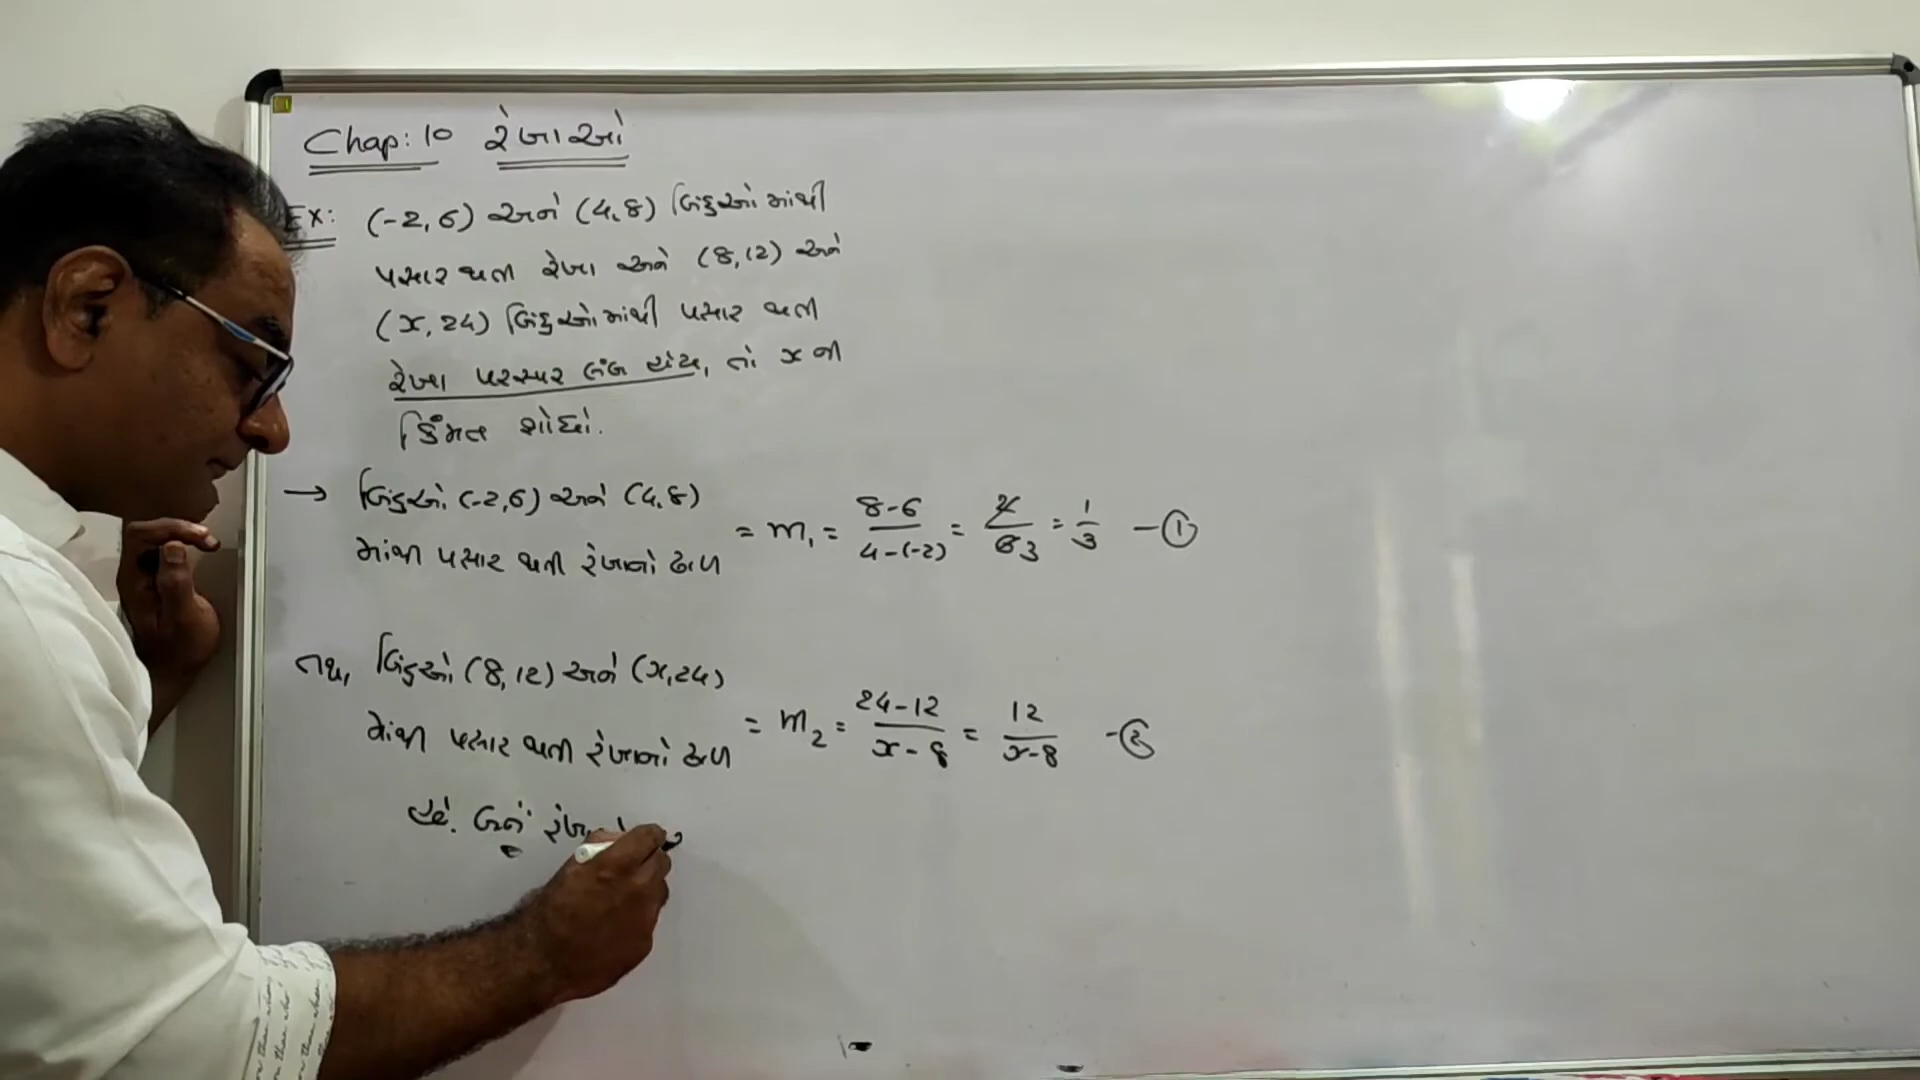 Chap: 10 રેખાઓ
Ex: (-2, 6) અને (4, 8) બિંદુઓમાંથી
પસાર થતી રેખા અને (8, 12) અને
(x, 24) બિંદુઓમાંથી પસાર થતી
રેખા પરસ્પર લંબ હોય, તો x ની
કિંમત શોધો.
→ બિંદુઓ (-2, 6) અને (4, 8)
માંથી પસાર થતી રેખાનો ઢાળ = m₁ = 8-6 / 4-(-2) = 2 / 6 3 = 1 / 3 - ①
તથા, બિંદુઓ (8, 12) અને (x, 24)
માંથી પસાર થતી રેખાનો ઢાળ = m₂ = 24-12 / x-8 = 12 / x-8 - ②
હવે. બંને